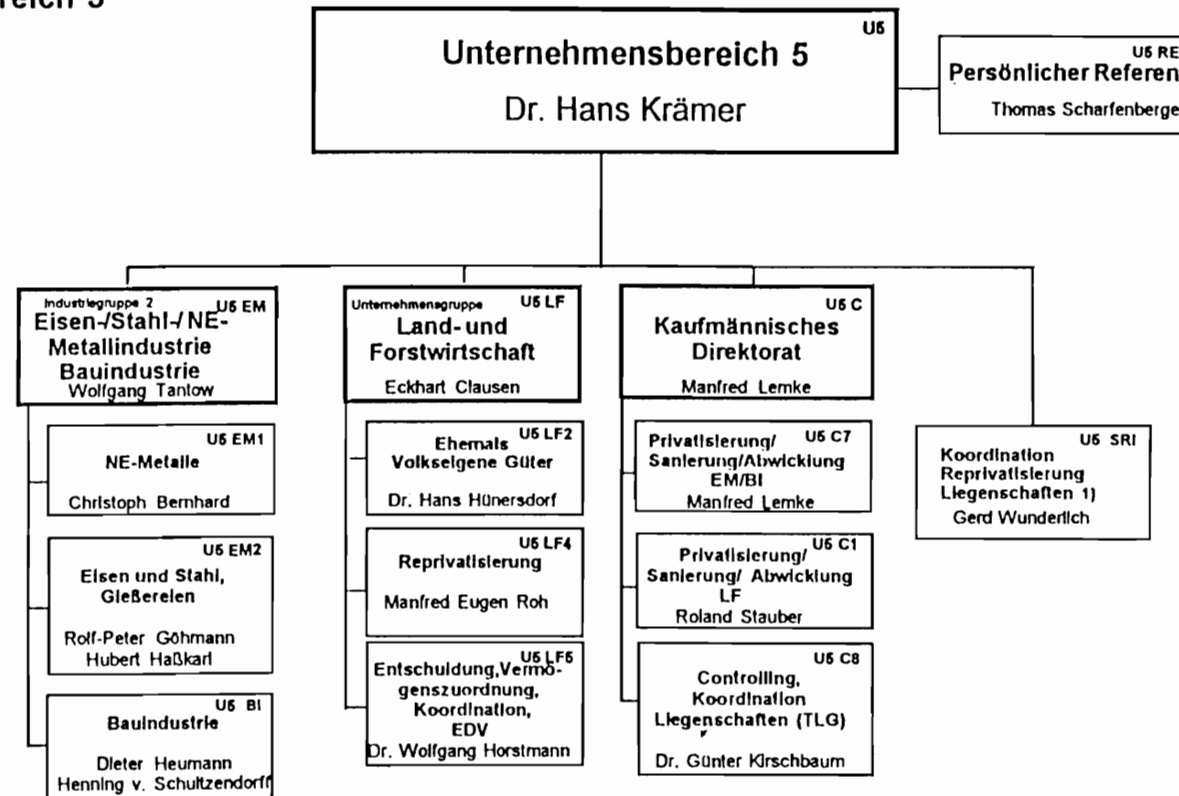 reich 5
U5
Unternehmensbereich 5
Dr. Hans Krämer
U5 RE
Persönlicher Referen
Thomas Scharfenberge
Industriegruppe 2
U5 EM
Eisen-/Stahl-/NE-
Metallindustrie
Bauindustrie
Wolfgang Tantow
U5 EM1
NE-Metalle
Christoph Bernhard
U5 EM2
Eisen und Stahl,
Gießereien
Rolf-Peter Göhmann
Hubert Haßkarl
U5 BI
Bauindustrie
Dieter Heumann
Henning v. Schultzendorff
Unternehmensgruppe
U5 LF
Land- und
Forstwirtschaft
Eckhart Clausen
U5 LF2
Ehemals
Volkseigene Güter
Dr. Hans Hünersdorf
U5 LF4
Reprivatisierung
Manfred Eugen Roh
U5 LF5
Entschuldung,Vermö-
genszuordnung,
Koordination,
EDV
Dr. Wolfgang Horstmann
U5 C
Kaufmännisches
Direktorat
Manfred Lemke
U5 C7
Privatisierung/
Sanierung/Abwicklung
EM/BI
Manfred Lemke
U5 C1
Privatisierung/
Sanierung/ Abwicklung
LF
Roland Stauber
U5 C8
Controlling,
Koordination
Liegenschaften (TLG)
Dr. Günter Kirschbaum
U5 SRI
Koordination
Reprivatisierung
Liegenschaften 1)
Gerd Wunderlich